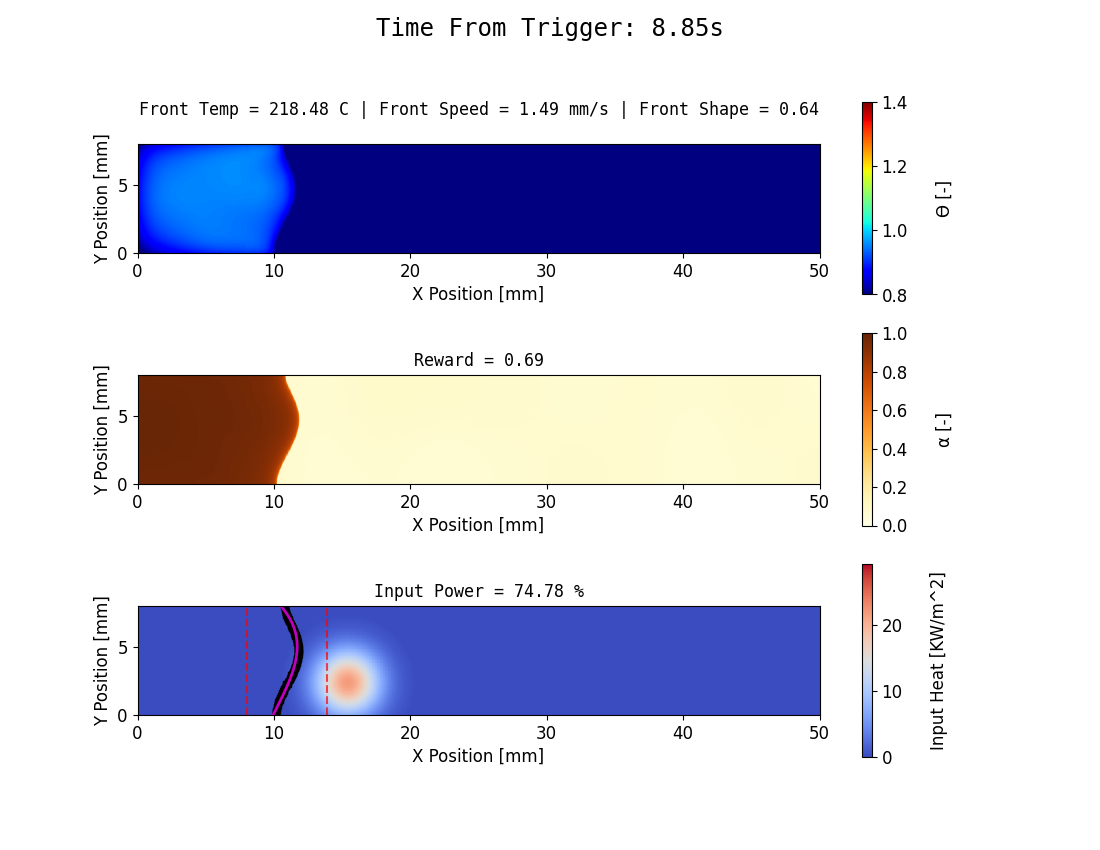 Time From Trigger: 8.85s
Front Temp = 218.48 C | Front Speed = 1.49 mm/s | Front Shape = 0.64
Y Position [mm]
5
0
0 10 20 30 40 50
X Position [mm]
1.4
1.2
1.0
0.8
Θ [-]
Reward = 0.69
Y Position [mm]
5
0
0 10 20 30 40 50
X Position [mm]
1.0
0.8
0.6
0.4
0.2
0.0
α [-]
Input Power = 74.78 %
Y Position [mm]
5
0
0 10 20 30 40 50
X Position [mm]
20
10
0
Input Heat [KW/m^2]